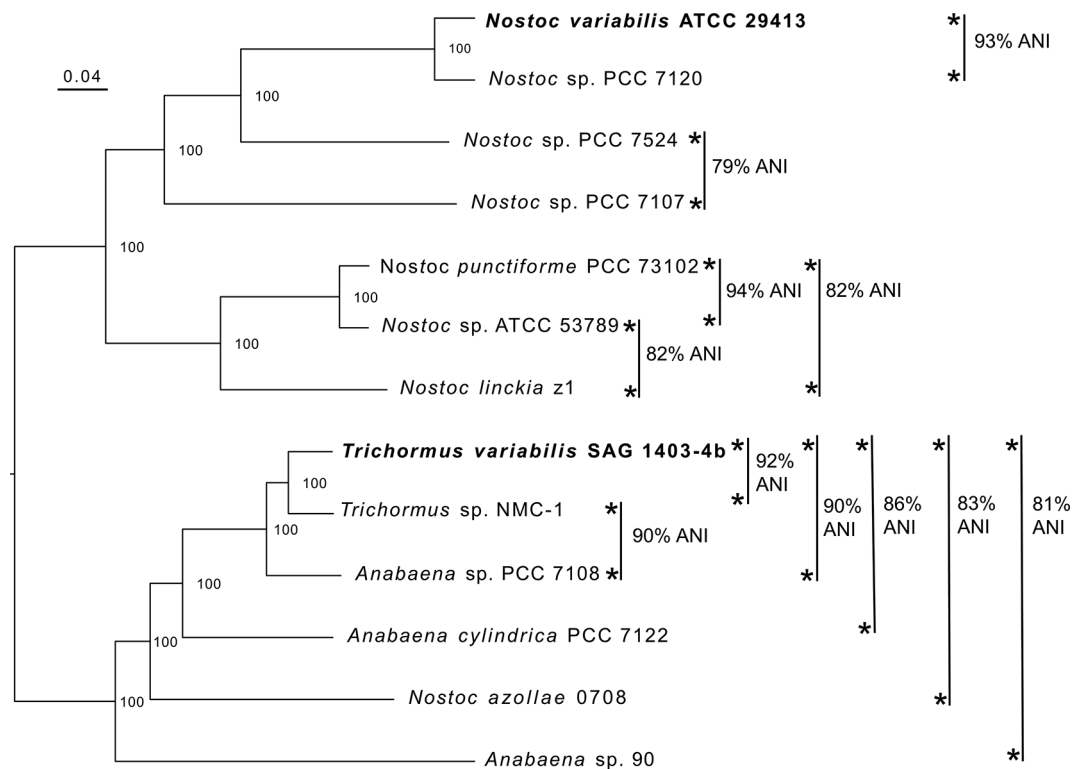 Nostoc variabilis ATCC 29413 *
93% ANI
0.04
100
Nostoc sp. PCC 7120 *
100
Nostoc sp. PCC 7524 *
100
79% ANI
Nostoc sp. PCC 7107 *
100
Nostoc punctiforme PCC 73102 * *
94% ANI 82% ANI
100
Nostoc sp. ATCC 53789 * *
100
82% ANI
Nostoc linckia z1 * *
Trichormus variabilis SAG 1403-4b * * * * *
92% ANI
100
Trichormus sp. NMC-1 * *
90% ANI 86% ANI 83% ANI 81% ANI
100
90% ANI
Anabaena sp. PCC 7108 * *
100
Anabaena cylindrica PCC 7122 *
100
Nostoc azollae 0708 *
100
Anabaena sp. 90 *